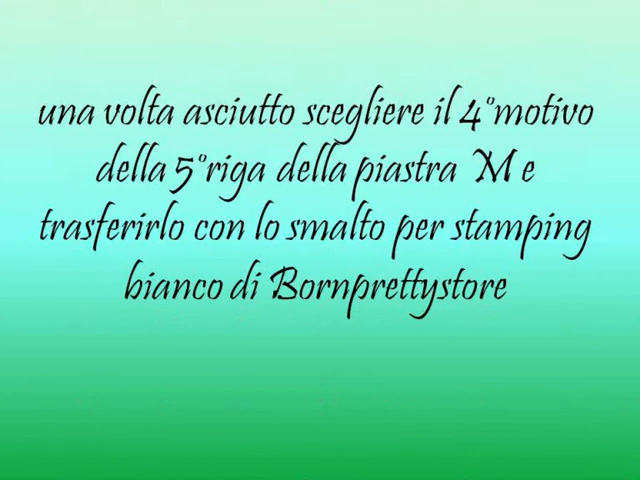 una volta asciutto scegliere il 4°motivo
della 5°riga della piastra M e
trasferirlo con lo smalto per stamping
bianco di Bornprettystore